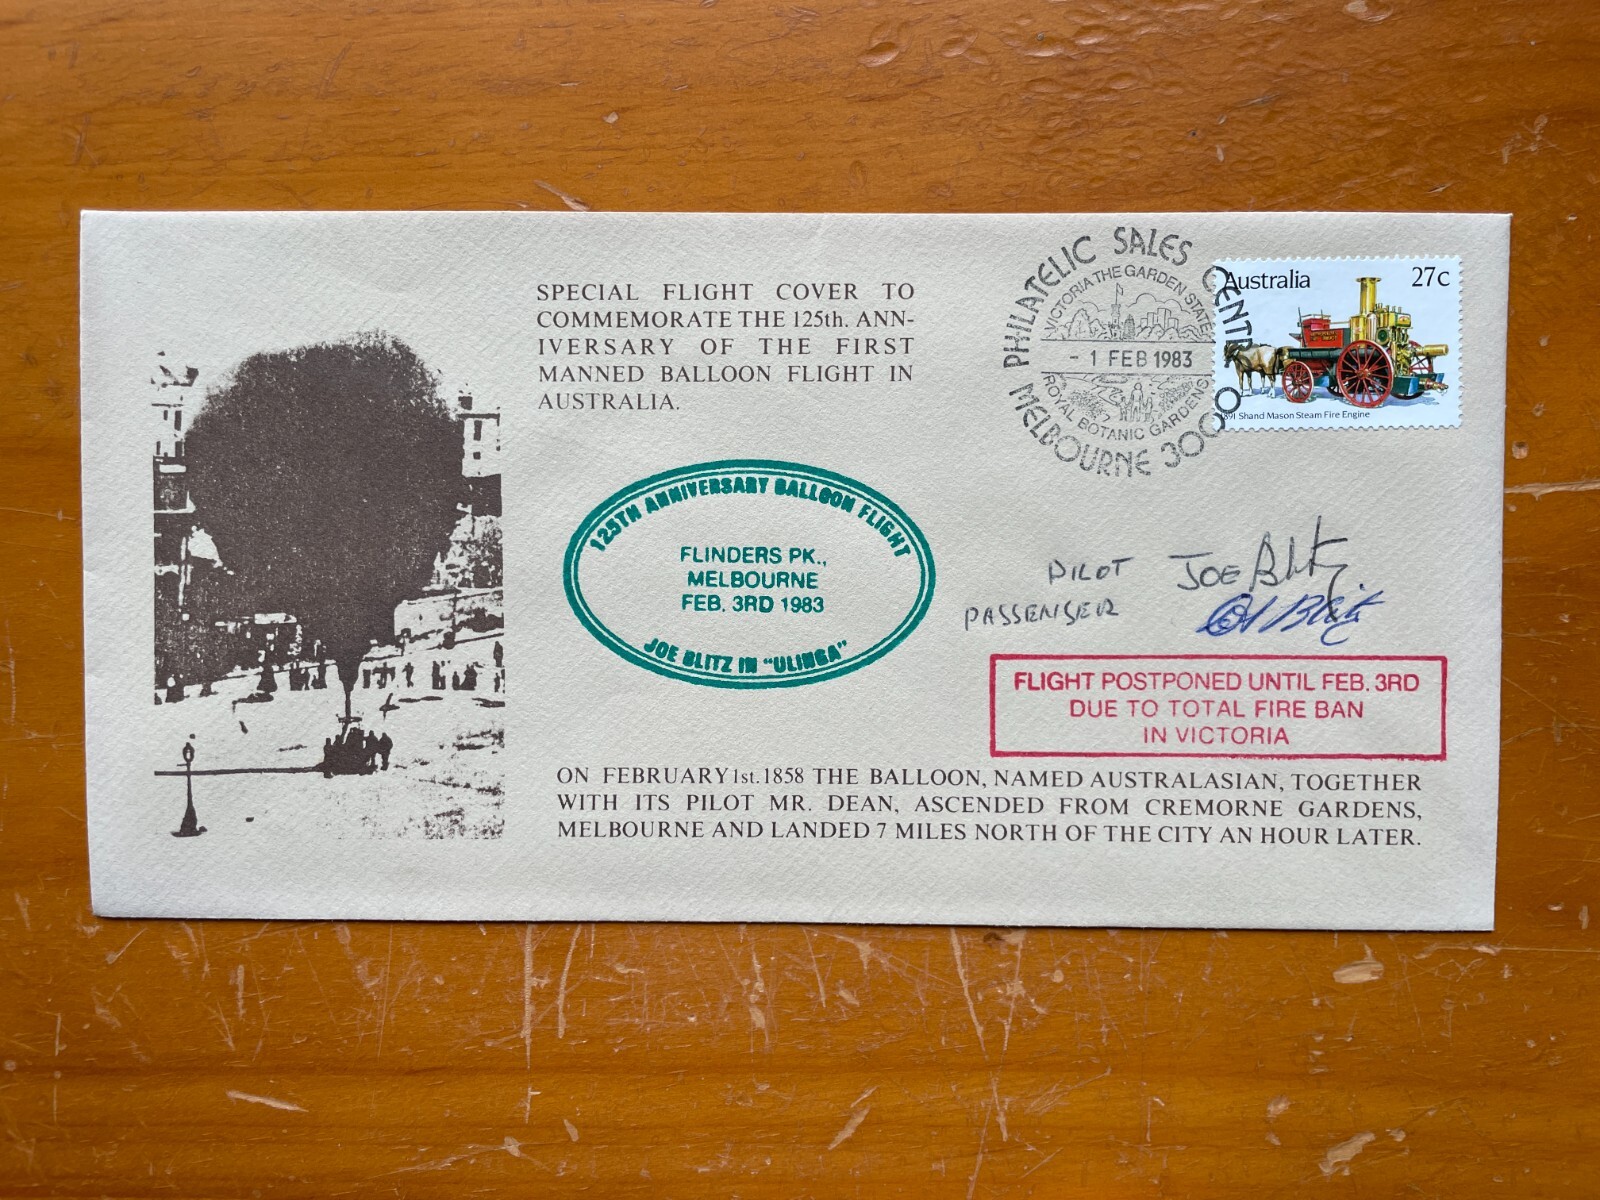 SPECIAL FLIGHT COVER TO
COMMEMORATE THE 125th. ANN-
IVERSARY OF THE FIRST
MANNED BALLOON FLIGHT IN
AUSTRALIA.
PHILATELIC SALES CENTRE
VICTORIA THE GARDEN STATE
- 1 FEB 1983
ROYAL BOTANIC GARDENS
MELBOURNE 3000
Australia 27c
1891 Shand Mason Steam Fire Engine
125TH ANNIVERSARY BALLOON FLIGHT
FLINDERS PK.,
MELBOURNE
FEB. 3RD 1983
JOE BLITZ IN "ULINGA"
PILOT JOE Blitz
PASSENGER Blitz
FLIGHT POSTPONED UNTIL FEB. 3RD
DUE TO TOTAL FIRE BAN
IN VICTORIA
ON FEBRUARY 1st. 1858 THE BALLOON, NAMED AUSTRALASIAN, TOGETHER
WITH ITS PILOT MR. DEAN, ASCENDED FROM CREMORNE GARDENS,
MELBOURNE AND LANDED 7 MILES NORTH OF THE CITY AN HOUR LATER.